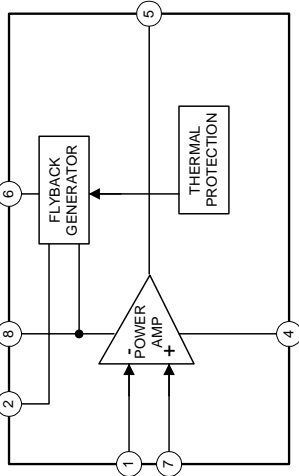 5
6
FLYBACK
GENERATOR
THERMAL
PROTECTION
8
2
-
POWER
AMP
+
4
1
7